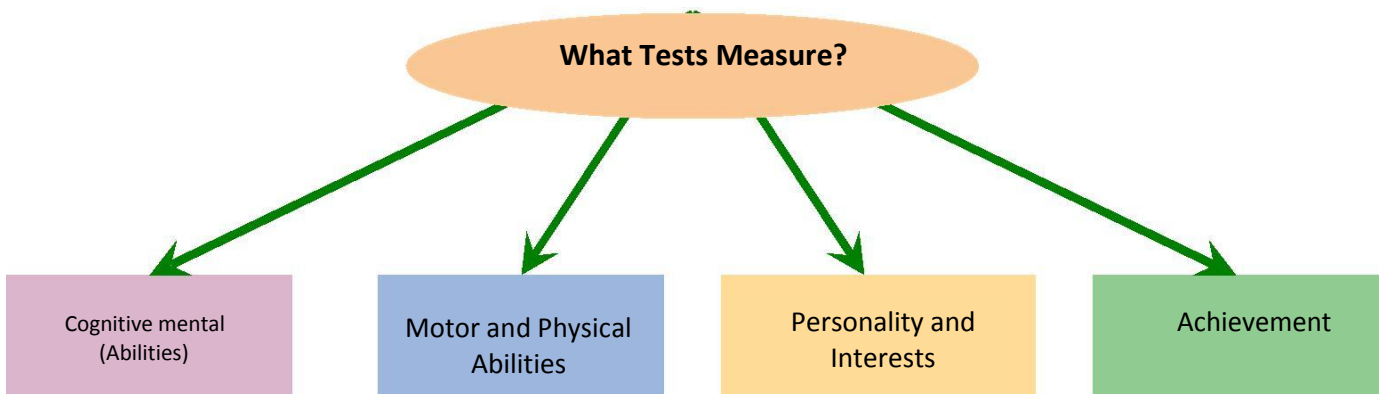 What Tests Measure?
Cognitive mental
(Abilities)
Motor and Physical
Abilities
Personality and
Interests
Achievement